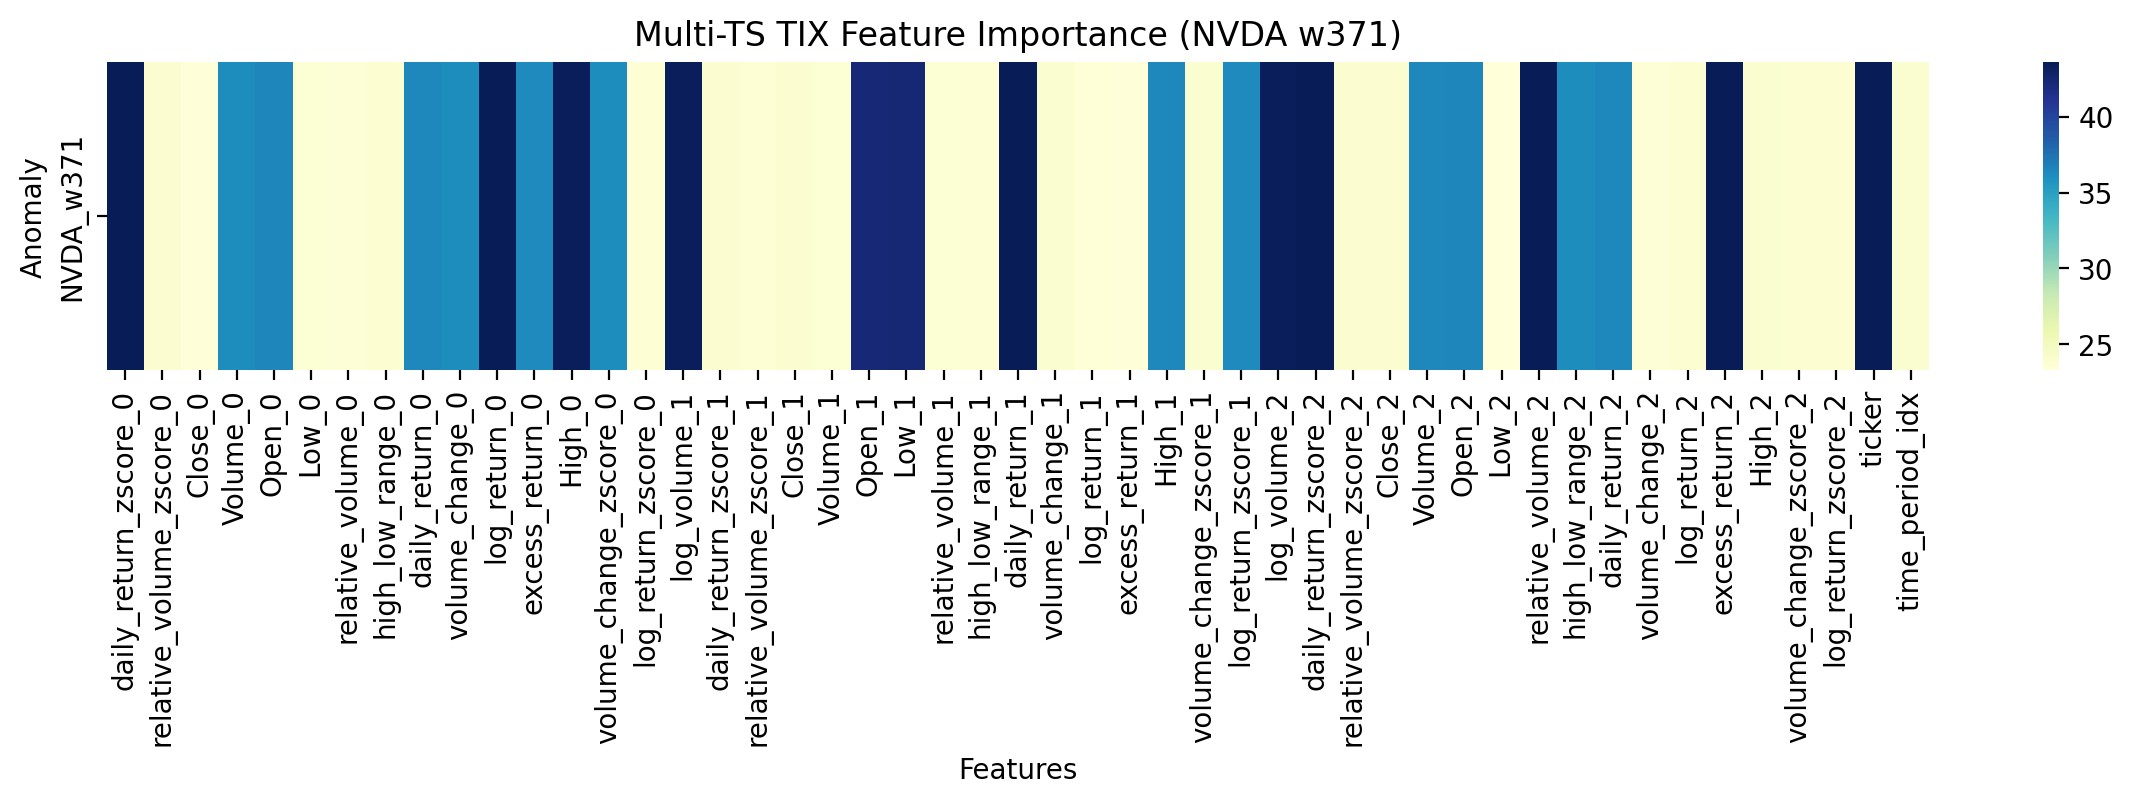 Multi-TS TIX Feature Importance (NVDA w371)
Anomaly
NVDA_w371
daily_return_zscore_0
relative_volume_zscore_0
Close_0
Volume_0
Open_0
Low_0
relative_volume_0
high_low_range_0
daily_return_0
volume_change_0
log_return_0
excess_return_0
High_0
volume_change_zscore_0
log_return_zscore_0
log_volume_1
daily_return_zscore_1
relative_volume_zscore_1
Close_1
Volume_1
Open_1
Low_1
relative_volume_1
high_low_range_1
daily_return_1
volume_change_1
log_return_1
excess_return_1
High_1
volume_change_zscore_1
log_return_zscore_1
log_volume_2
daily_return_zscore_2
relative_volume_zscore_2
Close_2
Volume_2
Open_2
Low_2
relative_volume_2
high_low_range_2
daily_return_2
volume_change_2
log_return_2
excess_return_2
High_2
volume_change_zscore_2
log_return_zscore_2
ticker
time_period_idx
Features
40
35
30
25